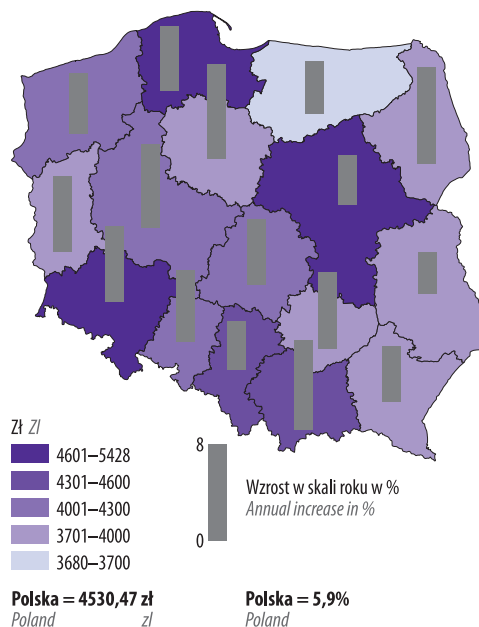 Zł Zl
4601–5428
4301–4600
4001–4300
3701–4000
3680–3700
8
0
Wzrost w skali roku w %
Annual increase in %
Polska = 4530,47 zł
Poland zl
Polska = 5,9%
Poland